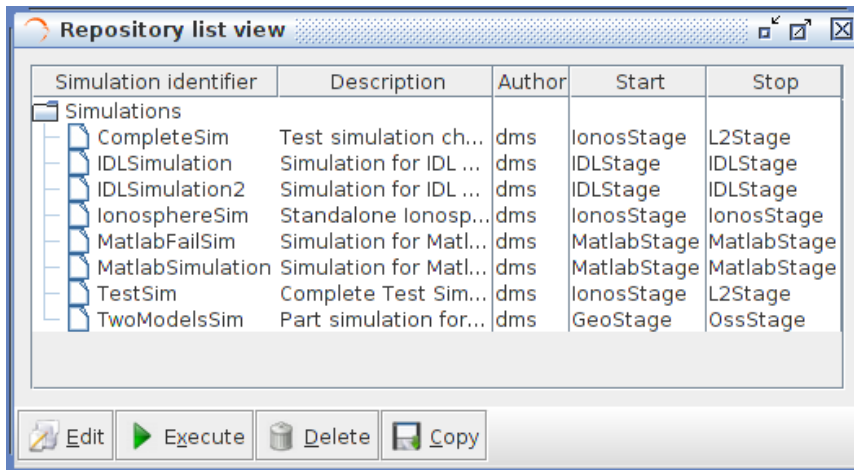 Repository list view
Simulation identifier Description Author Start Stop
Simulations
CompleteSim Test simulation ch... dms IonosStage L2Stage
IDLSimulation Simulation for IDL ... dms IDLStage IDLStage
IDLSimulation2 Simulation for IDL ... dms IDLStage IDLStage
IonosphereSim Standalone Ionosp... dms IonosStage IonosStage
MatlabFailSim Simulation for Matl... dms MatlabStage MatlabStage
MatlabSimulation Simulation for Matl... dms MatlabStage MatlabStage
TestSim Complete Test Sim... dms IonosStage L2Stage
TwoModelsSim Part simulation for... dms GeoStage OssStage
Edit Execute Delete Copy